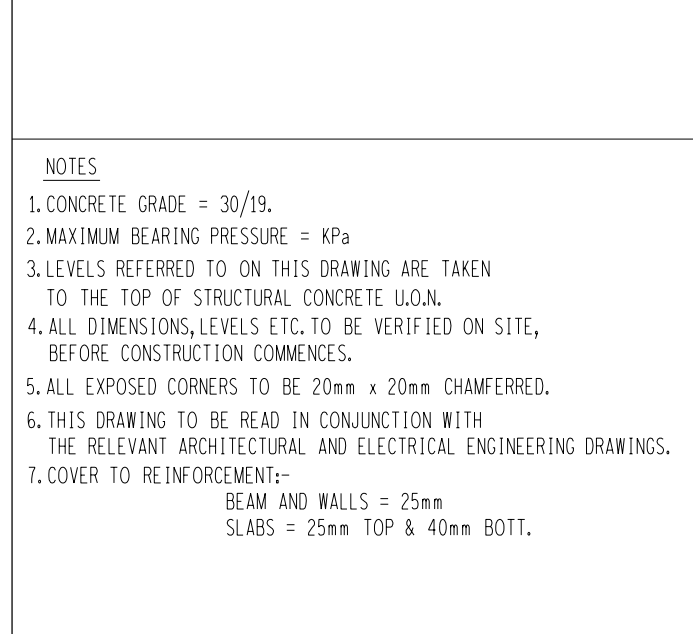 NOTES
1. CONCRETE GRADE = 30/19.
2. MAXIMUM BEARING PRESSURE = KPa
3. LEVELS REFERRED TO ON THIS DRAWING ARE TAKEN
TO THE TOP OF STRUCTURAL CONCRETE U.O.N.
4. ALL DIMENSIONS, LEVELS ETC. TO BE VERIFIED ON SITE,
BEFORE CONSTRUCTION COMMENCES.
5. ALL EXPOSED CORNERS TO BE 20mm x 20mm CHAMFERRED.
6. THIS DRAWING TO BE READ IN CONJUNCTION WITH
THE RELEVANT ARCHITECTURAL AND ELECTRICAL ENGINEERING DRAWINGS.
7. COVER TO REINFORCEMENT:-
BEAM AND WALLS = 25mm
SLABS = 25mm TOP & 40mm BOTT.